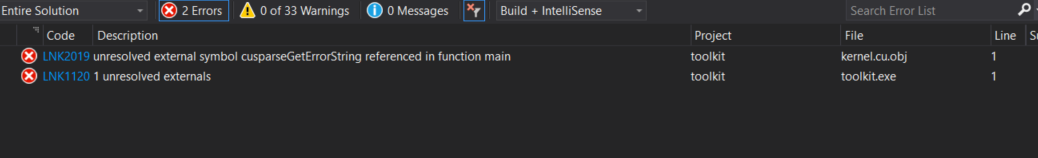 Entire Solution 2 Errors 0 of 33 Warnings 0 Messages Build + IntelliSense Search Error List
Code Description Project File Line
LNK2019 unresolved external symbol cusparseGetErrorString referenced in function main toolkit kernel.cu.obj 1
LNK1120 1 unresolved externals toolkit toolkit.exe 1